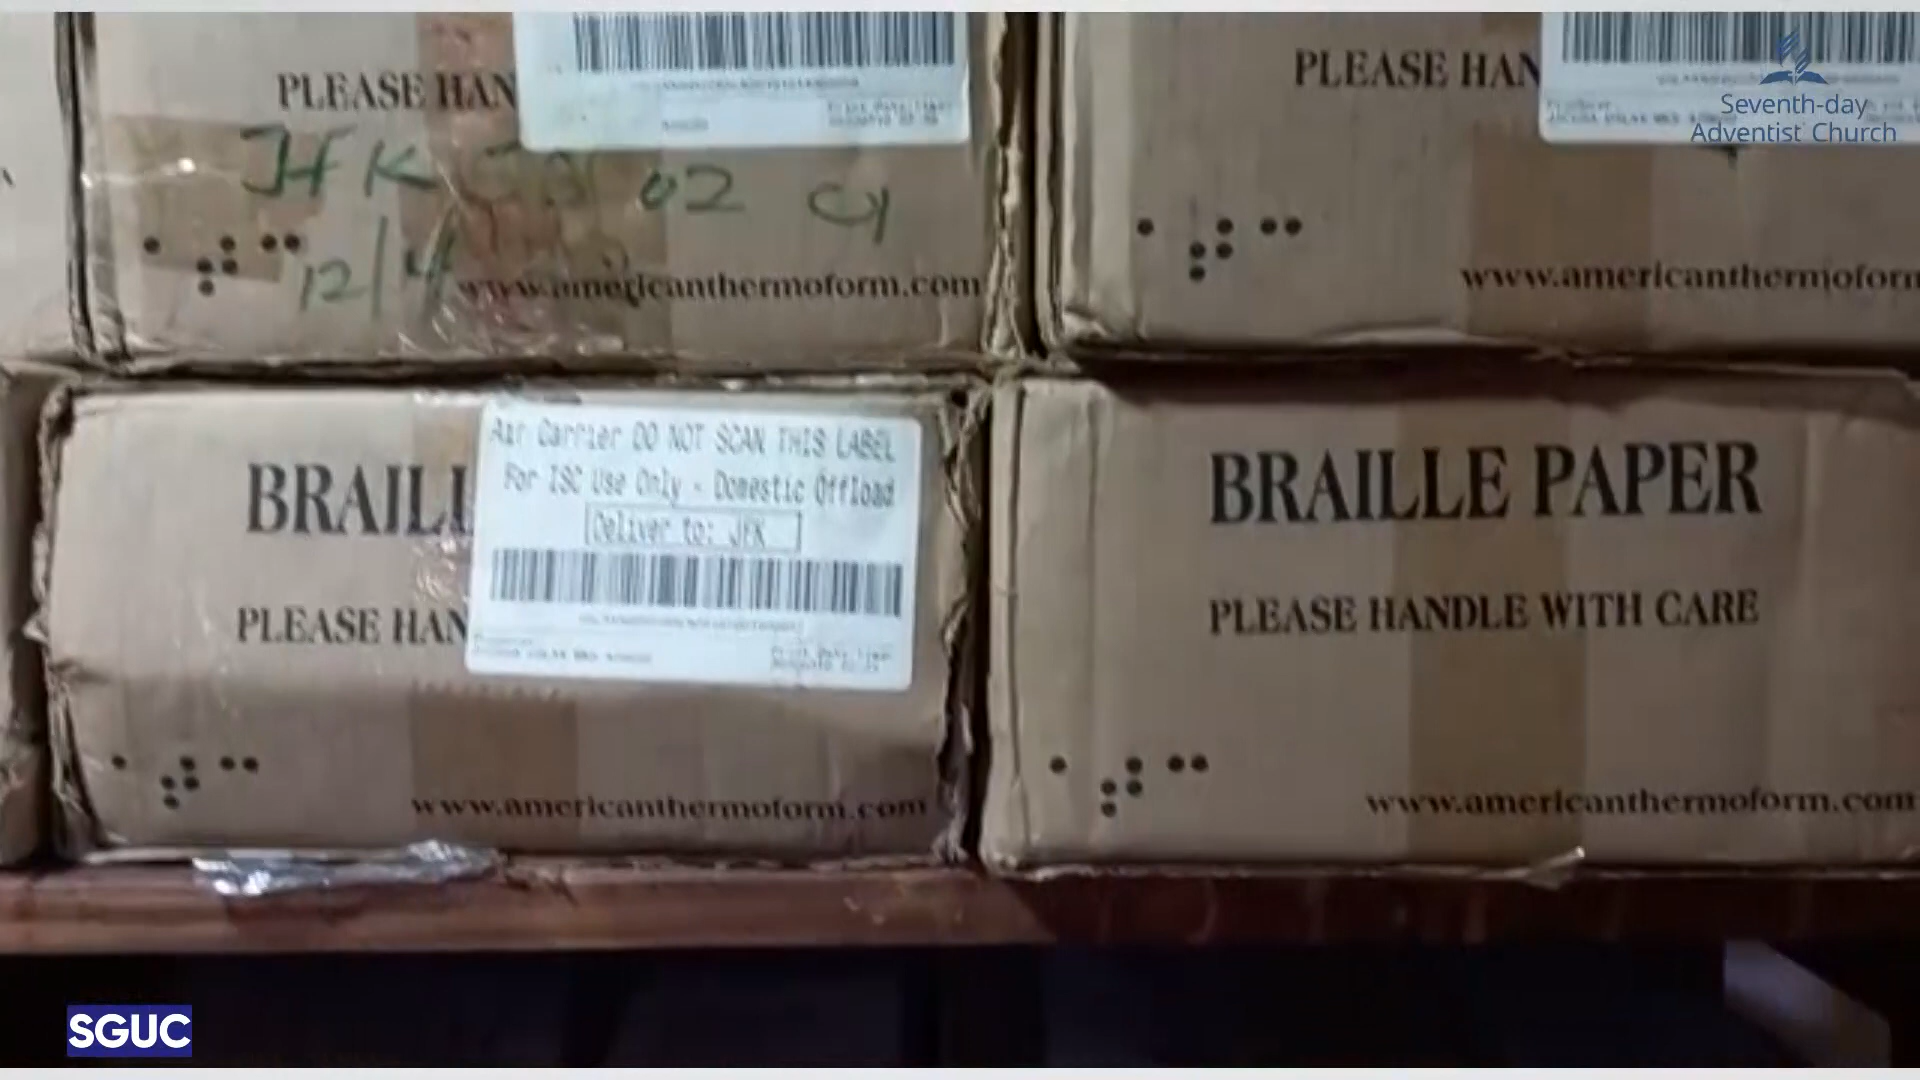 PLEASE HAN
JFK
02 CY
12/4
www.americanthermoform.com
PLEASE HAN
www.americanthermoform
Seventh-day
Adventist Church
BRAILL
Air Carrier DO NOT SCAN THIS LABEL
For ISC Use Only - Domestic Offload
Deliver to: JFK
PLEASE HAN
www.americanthermoform.com
BRAILLE PAPER
PLEASE HANDLE WITH CARE
www.americanthermoform.com
SGUC